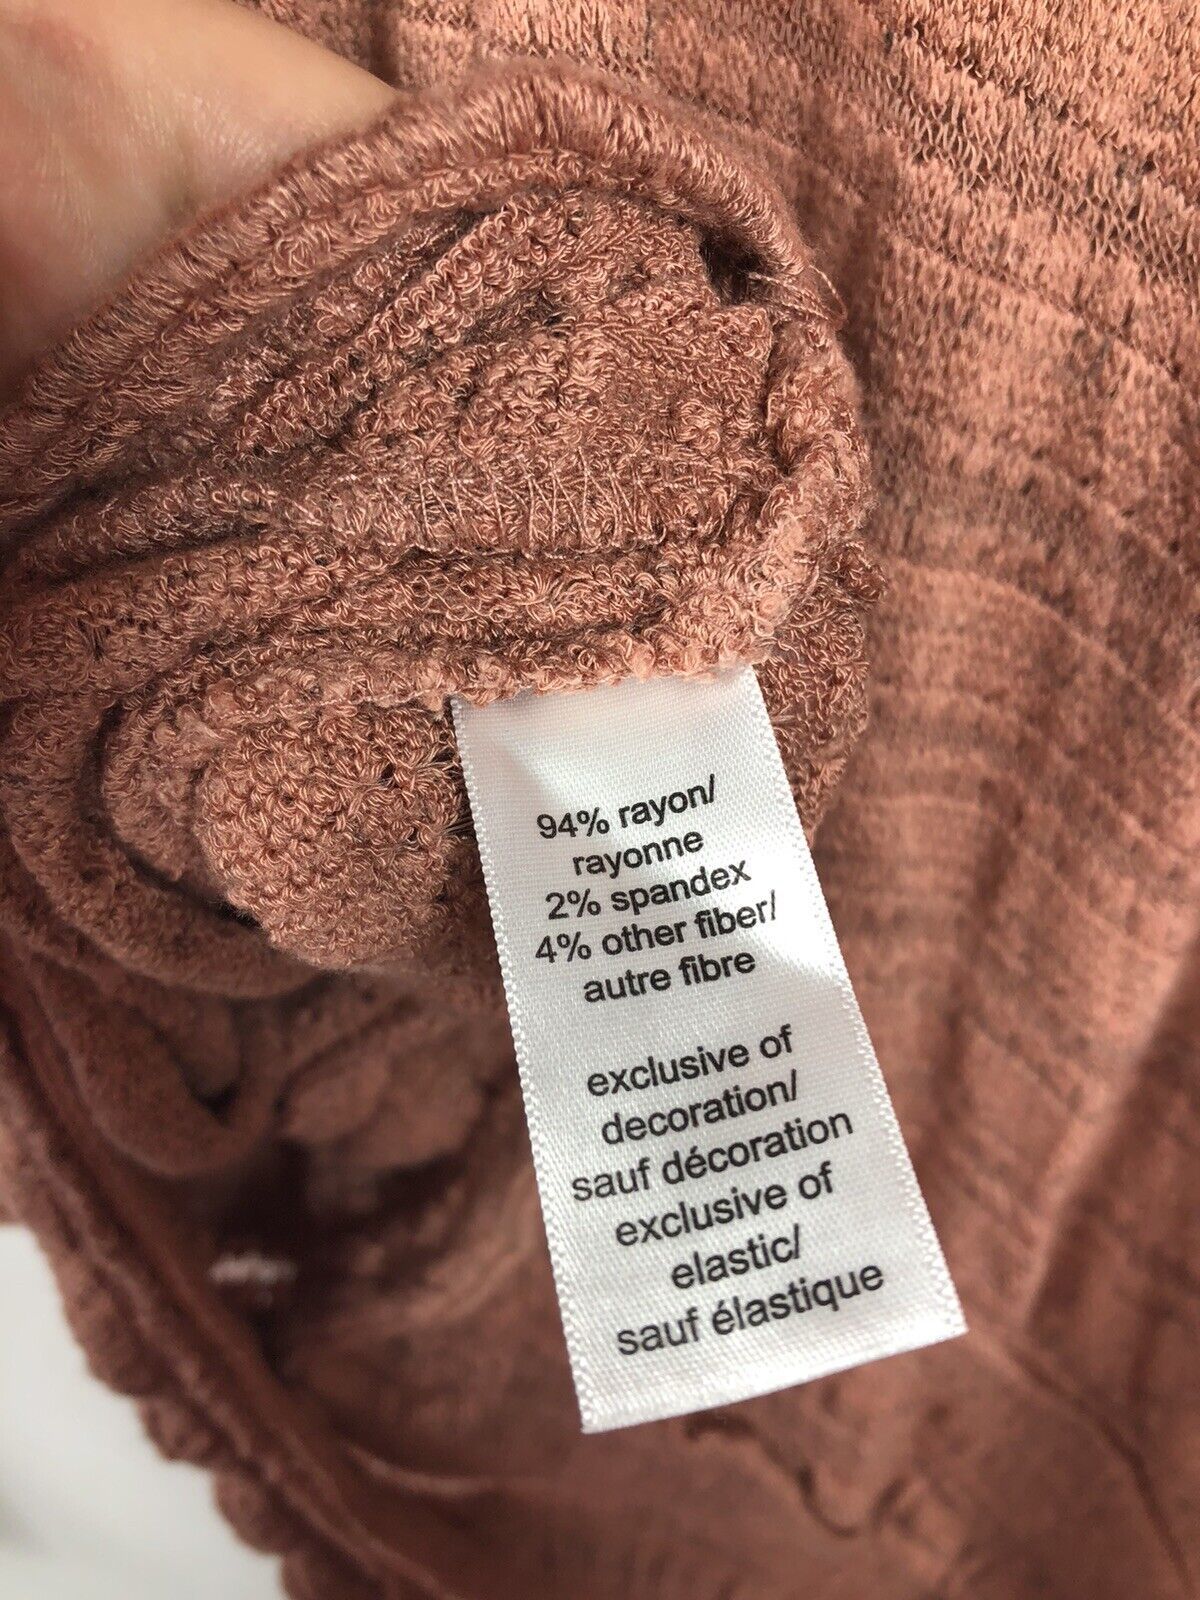 94% rayon/
rayonne
2% spandex
4% other fiber/
autre fibre
exclusive of
decoration/
sauf décoration
exclusive of
elastic/
sauf élastique